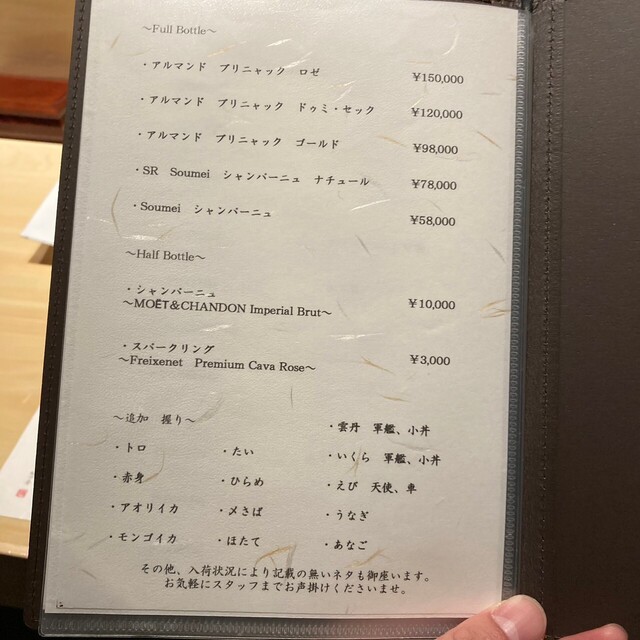 ～Full Bottle～
・アルマンド ブリニャック ロゼ ¥150,000
・アルマンド ブリニャック ドゥミ・セック ¥120,000
・アルマンド ブリニャック ゴールド ¥98,000
・SR Soumei シャンパーニュ ナチュール ¥78,000
・Soumei シャンパーニュ ¥58,000
～Half Bottle～
・シャンパーニュ
～MOËT＆CHANDON Imperial Brut～ ¥10,000
・スパークリング
～Freixenet Premium Cava Rose～ ¥3,000
～追加 握り～
・トロ ・たい ・雲丹 軍艦、小丼
・赤身 ・ひらめ ・いくら 軍艦、小丼
・アオリイカ ・〆さば ・えび 天使、車
・モンゴイカ ・ほたて ・うなぎ
・あなご
その他、入荷状況により記載の無いネタも御座います。
お気軽にスタッフまでお声掛けくださいませ。